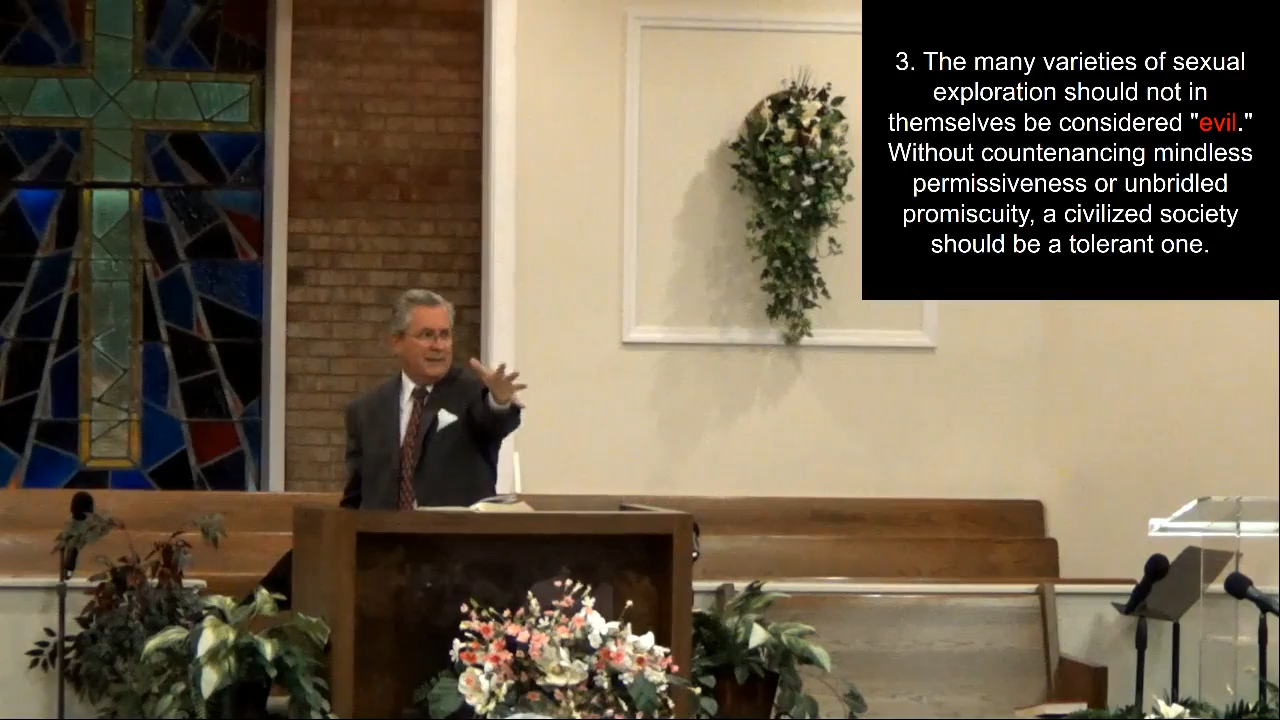 3. The many varieties of sexual
exploration should not in
themselves be considered "evil."
Without countenancing mindless
permissiveness or unbridled
promiscuity, a civilized society
should be a tolerant one.